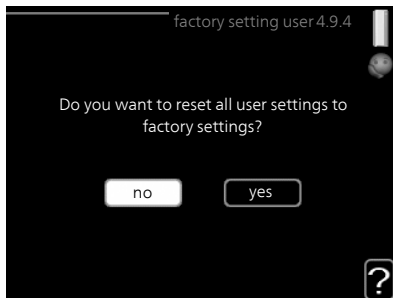 factory setting user 4.9.4
Do you want to reset all user settings to
factory settings?
no yes
?